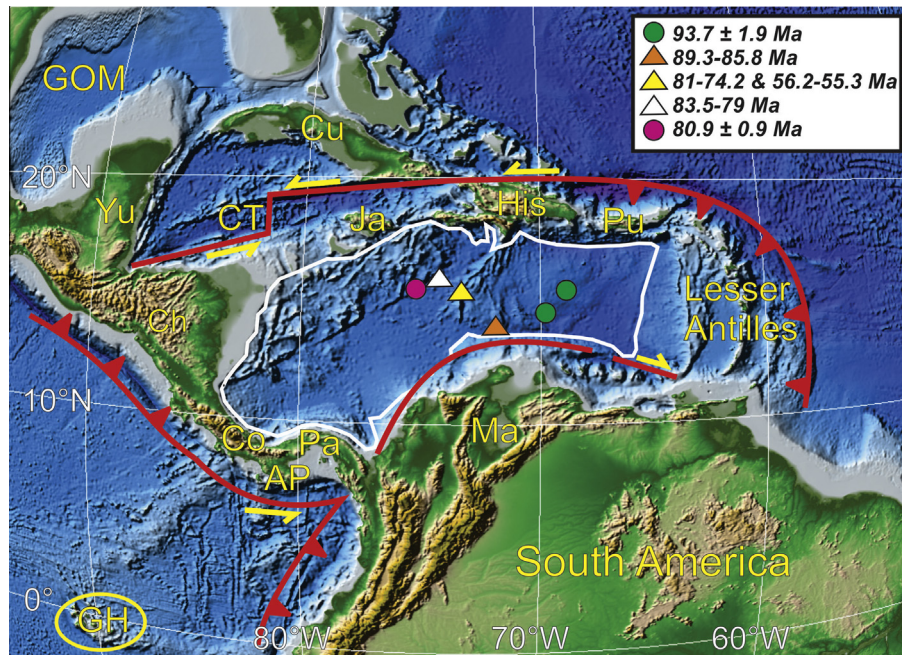 93.7 ± 1.9 Ma
89.3-85.8 Ma
81-74.2 & 56.2-55.3 Ma
83.5-79 Ma
80.9 ± 0.9 Ma
GOM
Cu
20°N
Yu
CT
Ja
His
Pu
Lesser
Antilles
Ch
10°N
Co
Pa
Ma
AP
South America
0°
GH
80°W
70°W
60°W